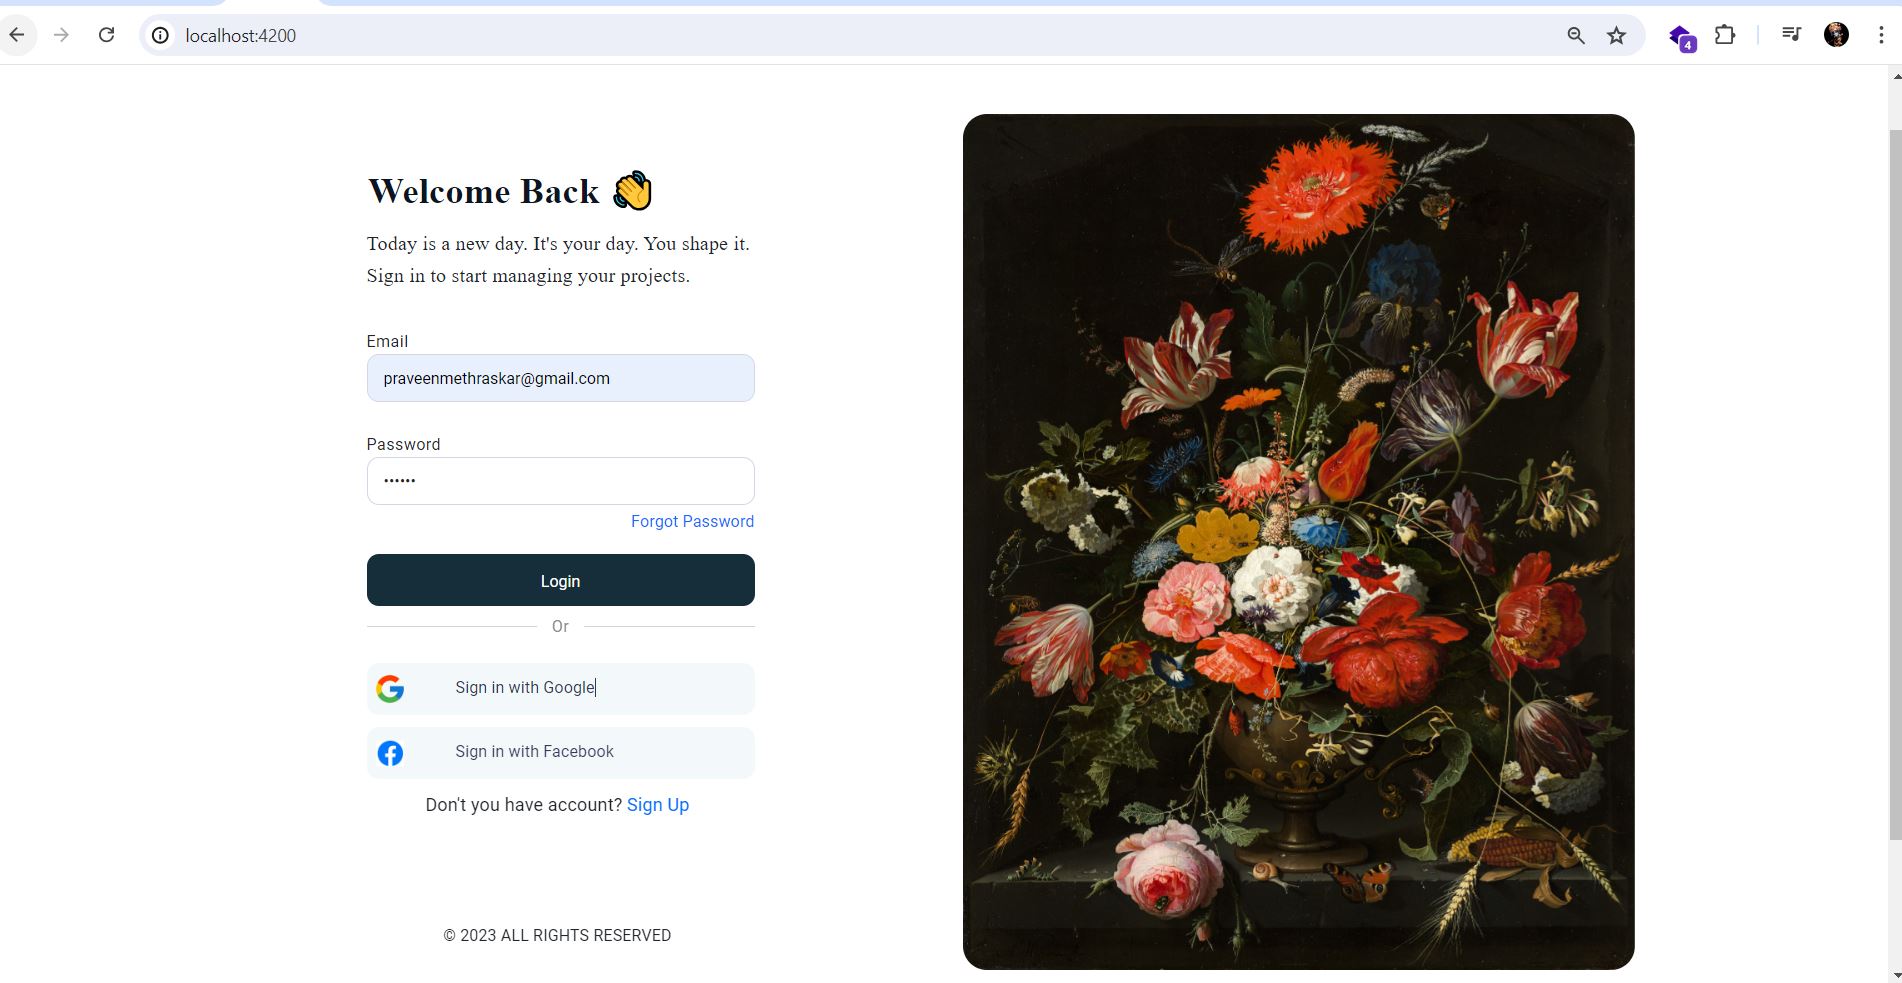 localhost:4200
4
Welcome Back 👋
Today is a new day. It's your day. You shape it.
Sign in to start managing your projects.
Email
praveenmethraskar@gmail.com
Password
••••••
Forgot Password
Login
Or
Sign in with Google
Sign in with Facebook
Don't you have account? Sign Up
© 2023 ALL RIGHTS RESERVED